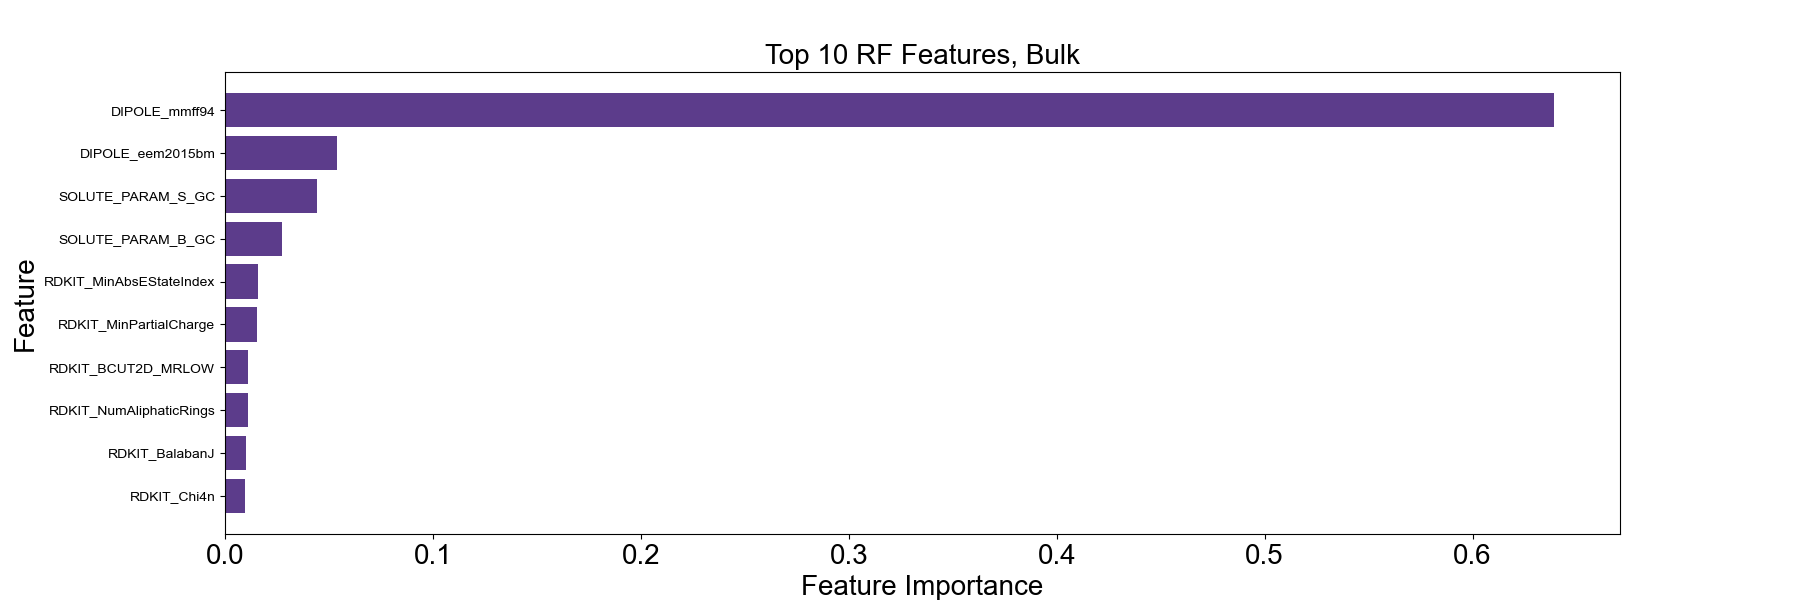 Top 10 RF Features, Bulk
Feature
DIPOLE_mmff94
DIPOLE_eem2015bm
SOLUTE_PARAM_S_GC
SOLUTE_PARAM_B_GC
RDKIT_MinAbsEStateIndex
RDKIT_MinPartialCharge
RDKIT_BCUT2D_MRLOW
RDKIT_NumAliphaticRings
RDKIT_BalabanJ
RDKIT_Chi4n
0.0 0.1 0.2 0.3 0.4 0.5 0.6
Feature Importance